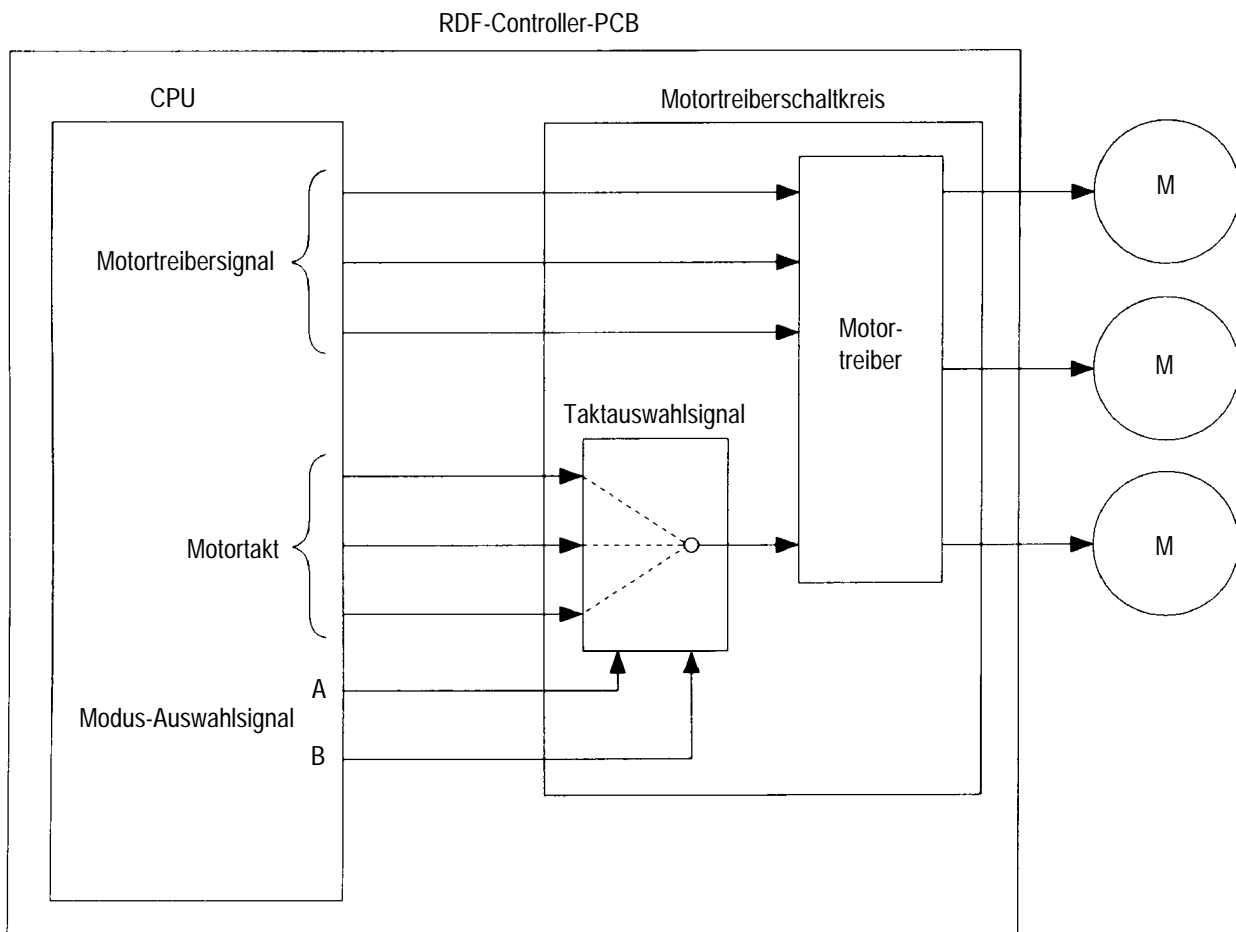 RDF-Controller-PCB
CPU
Motortreiberschaltkreis
M
Motortreibersignal
Motor-
treiber
M
Taktauswahlsignal
Motortakt
M
A
Modus-Auswahlsignal
B